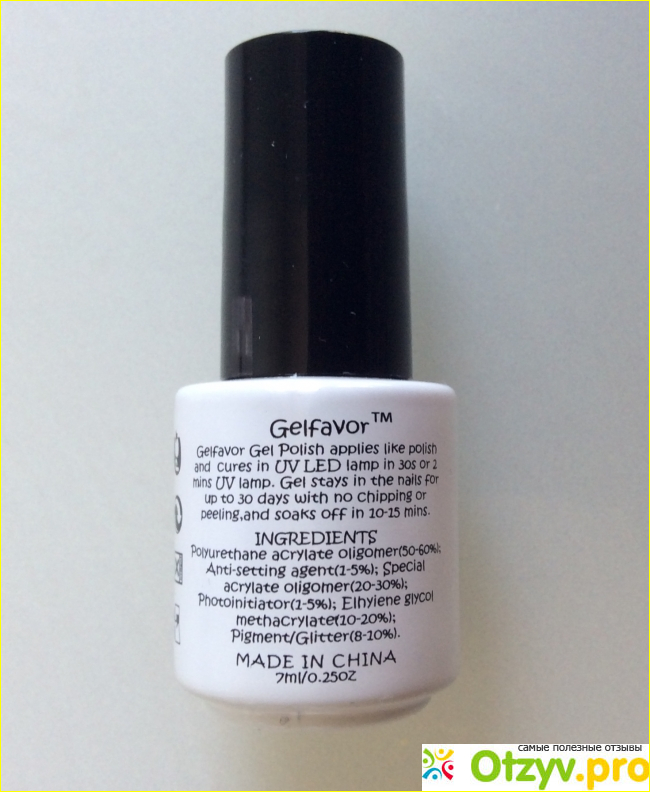 Gelfavor™
Gelfavor Gel Polish applies like polish
and cures in UV LED lamp in 30s or 2
mins UV lamp. Gel stays in the nails for
up to 30 days with no chipping or
peeling,and soaks off in 10-15 mins.
INGREDIENTS
Polyurethane acrylate oligomer(50-60%);
Anti-setting agent(1-5%); Special
acrylate oligomer(20-30%);
Photoinitiator(1-5%); Elhyiene glycol
methacrylate(10-20%);
Pigment/Glitter(8-10%).
MADE IN CHINA
7ml/0.25oz
самые полезные отзывы
Otzyv.pro